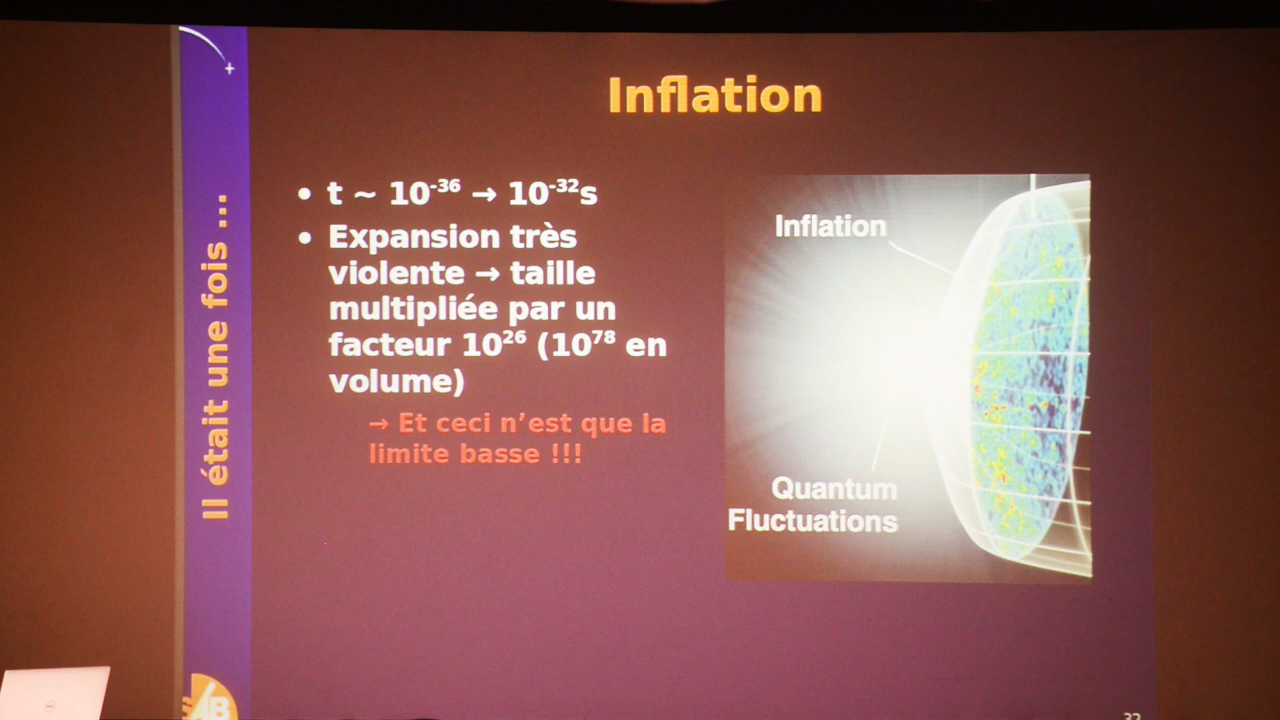 Inflation
Il était une fois ...
• t ~ 10⁻³⁶ → 10⁻³²s
• Expansion très
violente → taille
multipliée par un
facteur 10²⁶ (10⁷⁸ en
volume)
→ Et ceci n’est que la
limite basse !!!
Inflation
Quantum
Fluctuations
32